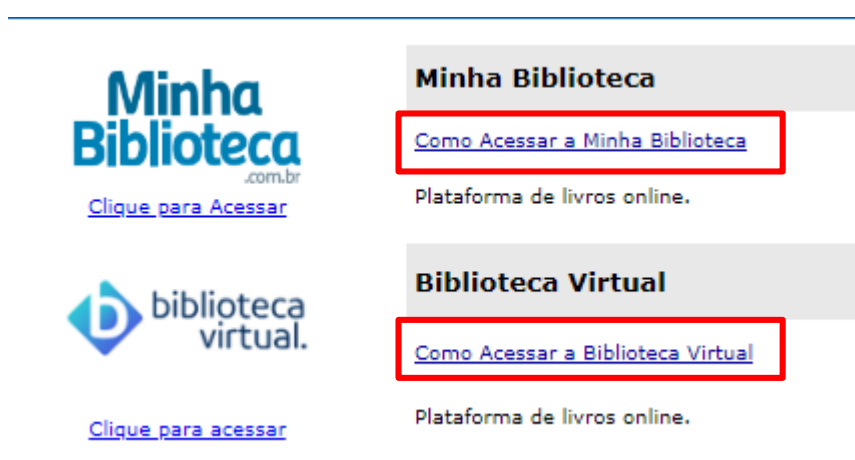 Minha
Biblioteca
.com.br
Clique para Acessar
Minha Biblioteca
Como Acessar a Minha Biblioteca
Plataforma de livros online.
biblioteca
virtual.
Clique para acessar
Biblioteca Virtual
Como Acessar a Biblioteca Virtual
Plataforma de livros online.